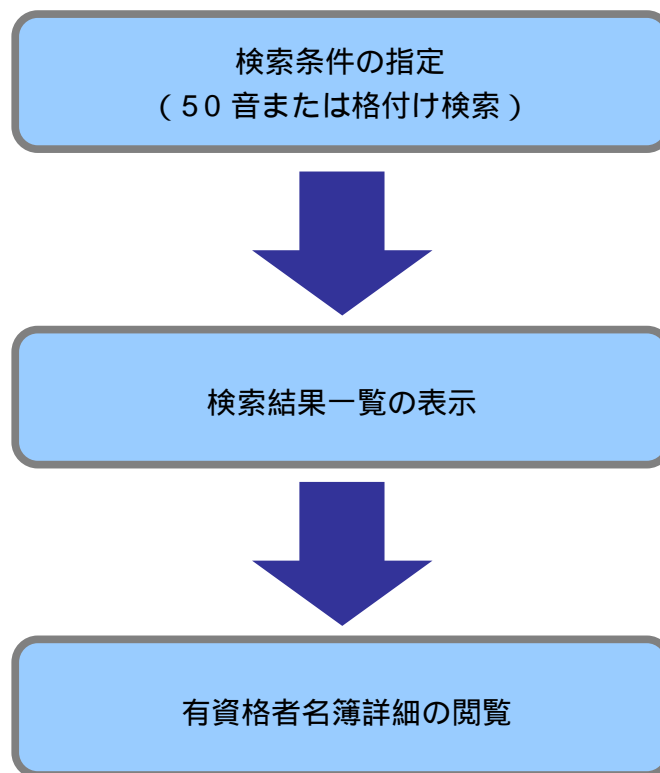 検索条件の指定
（50音または格付け検索）
検索結果一覧の表示
有資格者名簿詳細の閲覧